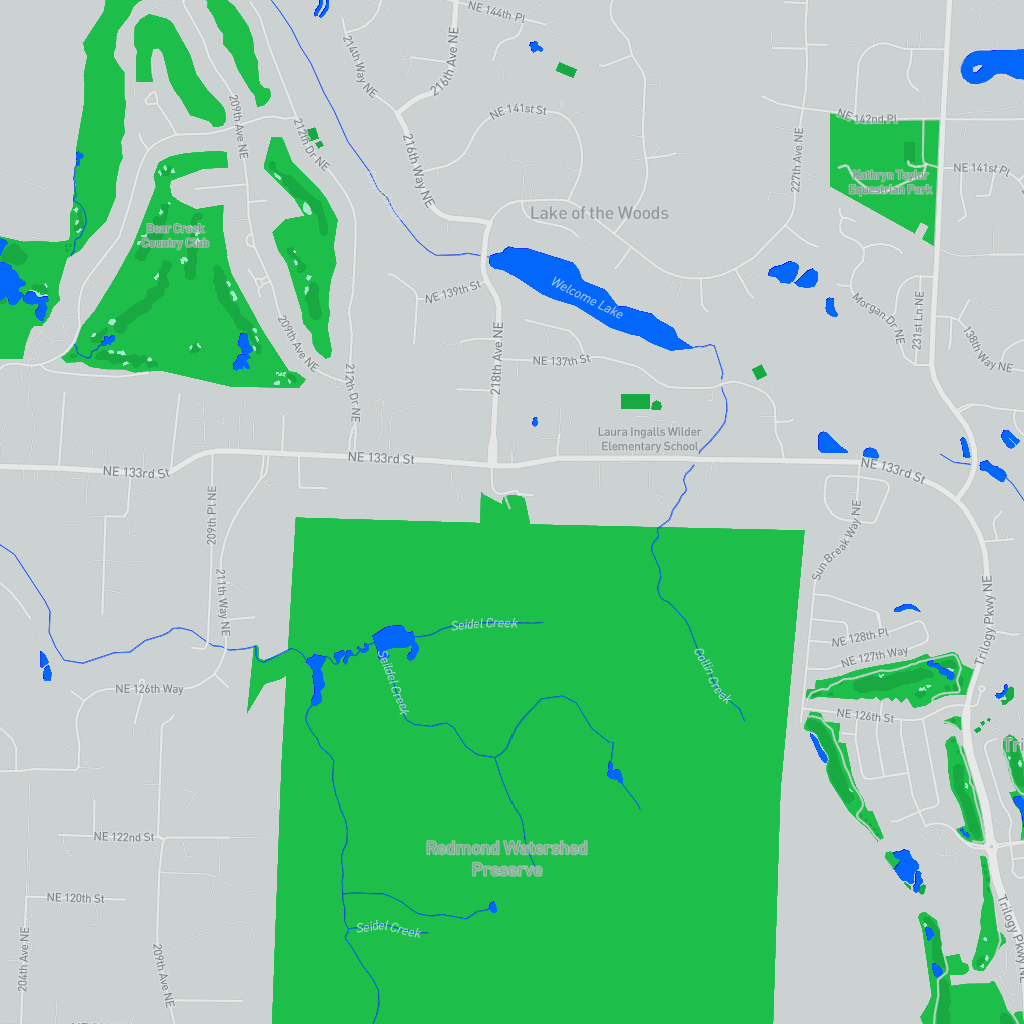 NE 144th Pl
214th Way NE
216th Ave NE
NE 141st St
209th Ave NE
212th Dr NE
216th Way NE
227th Ave NE
NE 142nd Pl
NE 141st Pl
Kathryn Taylor
Equestrian Park
Lake of the Woods
Bear Creek
Country Club
NE 139th St
Welcome Lake
Morgan Dr NE
231st Ln NE
138th Way NE
209th Ave NE
212th Dr NE
218th Ave NE
NE 137th St
Laura Ingalls Wilder
Elementary School
NE 133rd St
NE 133rd St
NE 133rd St
209th Pl NE
Sun Break Way NE
211th Way NE
Trilogy Pkwy NE
Seidel Creek
NE 128th Pl
NE 127th Way
Seidel Creek
Collin Creek
NE 126th Way
NE 126th St
NE 122nd St
Redmond Watershed
Preserve
NE 120th St
Seidel Creek
204th Ave NE
209th Ave NE
Trilogy Pkwy NE